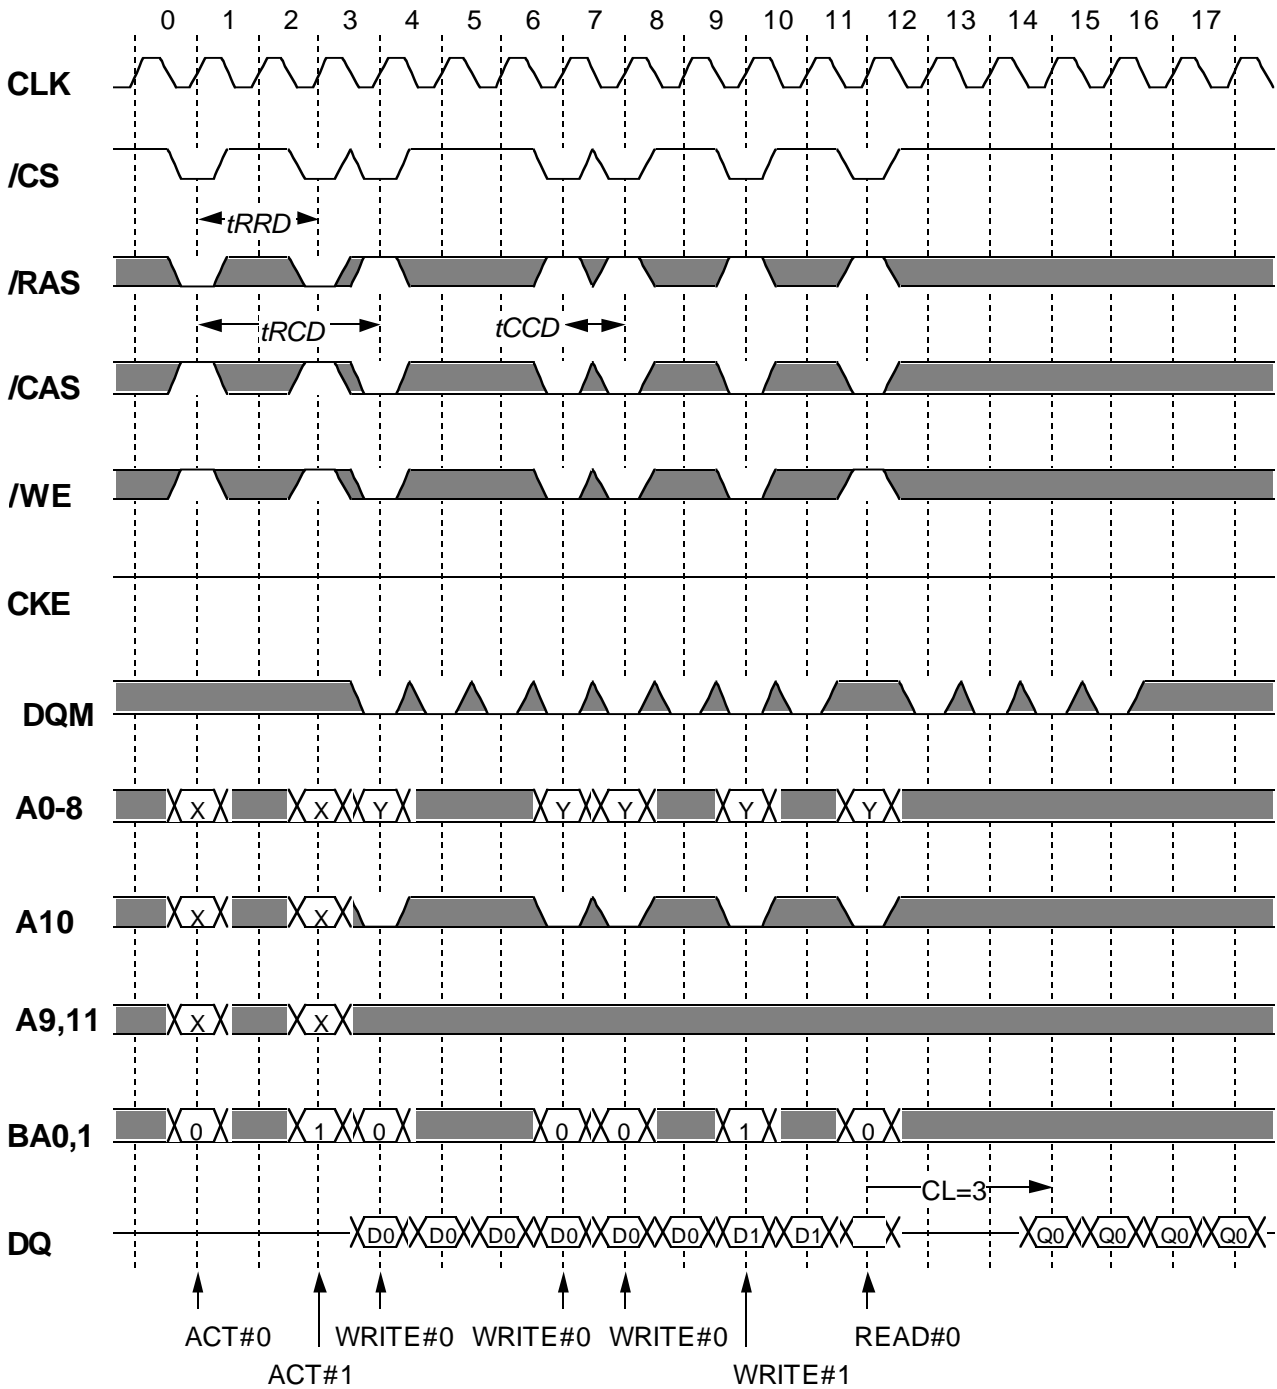 0 1 2 3 4 5 6 7 8 9 10 11 12 13 14 15 16 17
CLK
/CS
tRRD
/RAS
tRCD tCCD
/CAS
/WE
CKE
DQM
A0-8 X X Y Y Y Y Y
A10 X X
A9,11 X X
BA0,1 0 1 0 0 0 1 0
CL=3
DQ D0 D0 D0 D0 D0 D0 D1 D1 Q0 Q0 Q0 Q0
ACT#0 WRITE#0 WRITE#0 WRITE#0 READ#0
ACT#1 WRITE#1